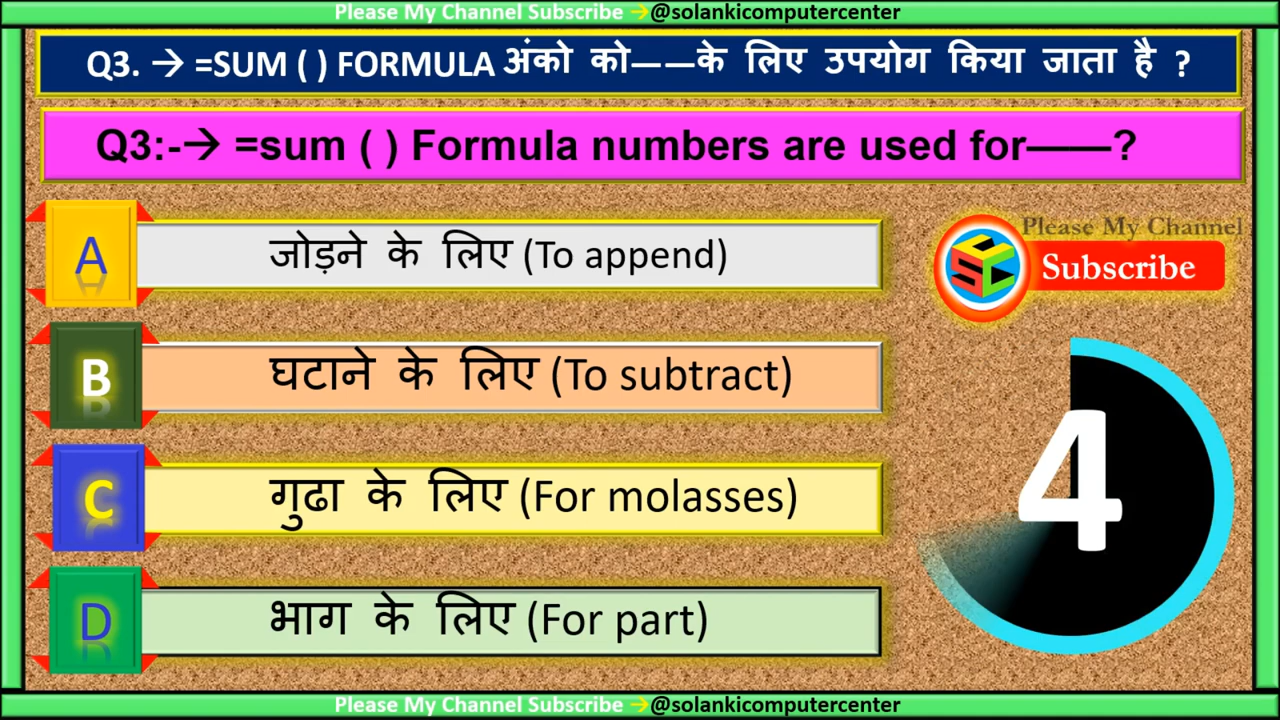 Please My Channel Subscribe →@solankicomputercenter
Q3. → =SUM ( ) FORMULA अंको को——के लिए उपयोग किया जाता है ?
Q3:-→ =sum ( ) Formula numbers are used for——?
A जोड़ने के लिए (To append)
Please My Channel
Subscribe
B घटाने के लिए (To subtract)
C गुढा के लिए (For molasses)
4
D भाग के लिए (For part)
Please My Channel Subscribe →@solankicomputercenter